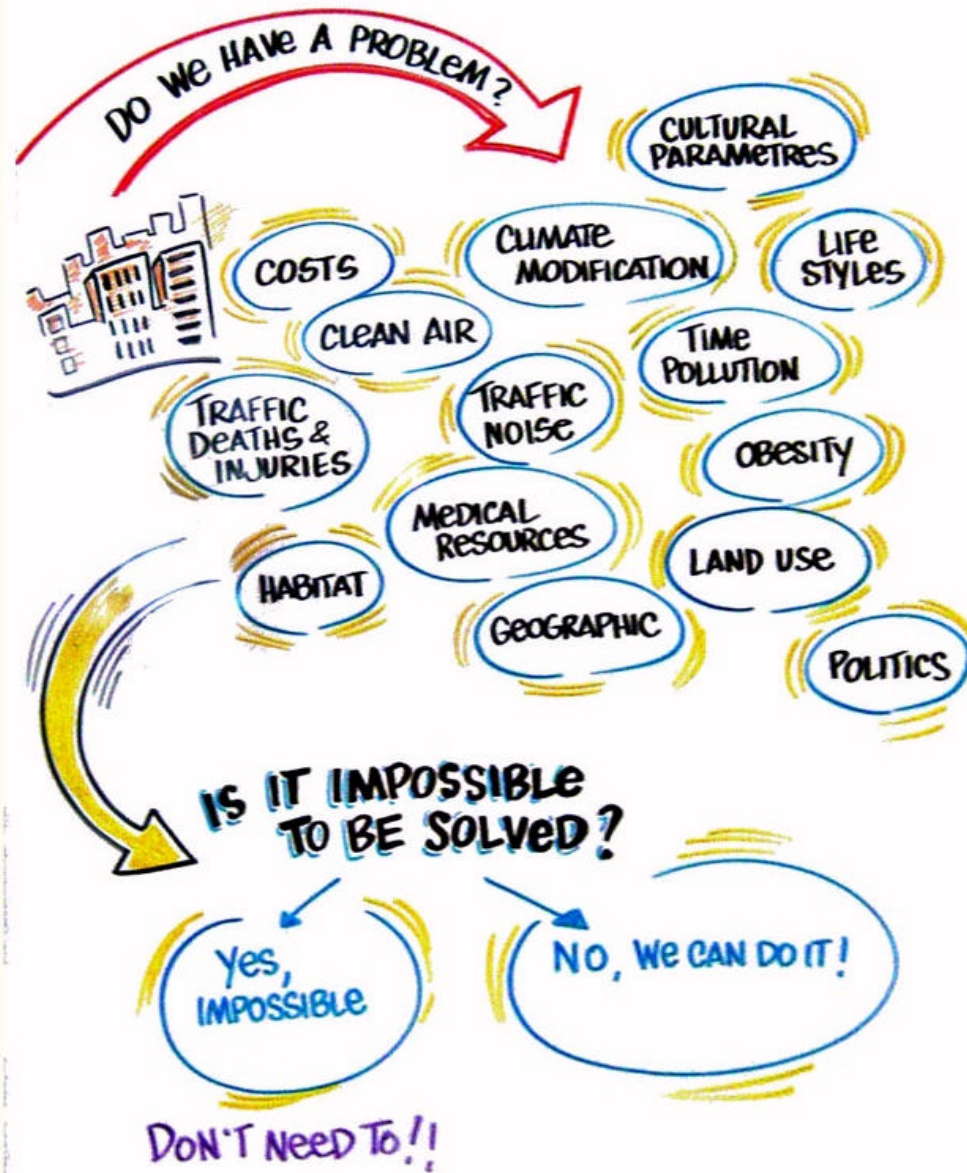 DO WE HAVE A PROBLEM?
CULTURAL
PARAMETRES
COSTS
CLIMATE
MODIFICATION
LIFE
STYLES
CLEAN AIR
TIME
POLLUTION
TRAFFIC
DEATHS &
INJURIES
TRAFFIC
NOISE
OBESITY
MEDICAL
RESOURCES
HABITAT
LAND USE
GEOGRAPHIC
POLITICS
IS IT IMPOSSIBLE
TO BE SOLVED?
Yes,
IMPOSSIBLE
NO, WE CAN DO IT!
DON'T NEED TO!!